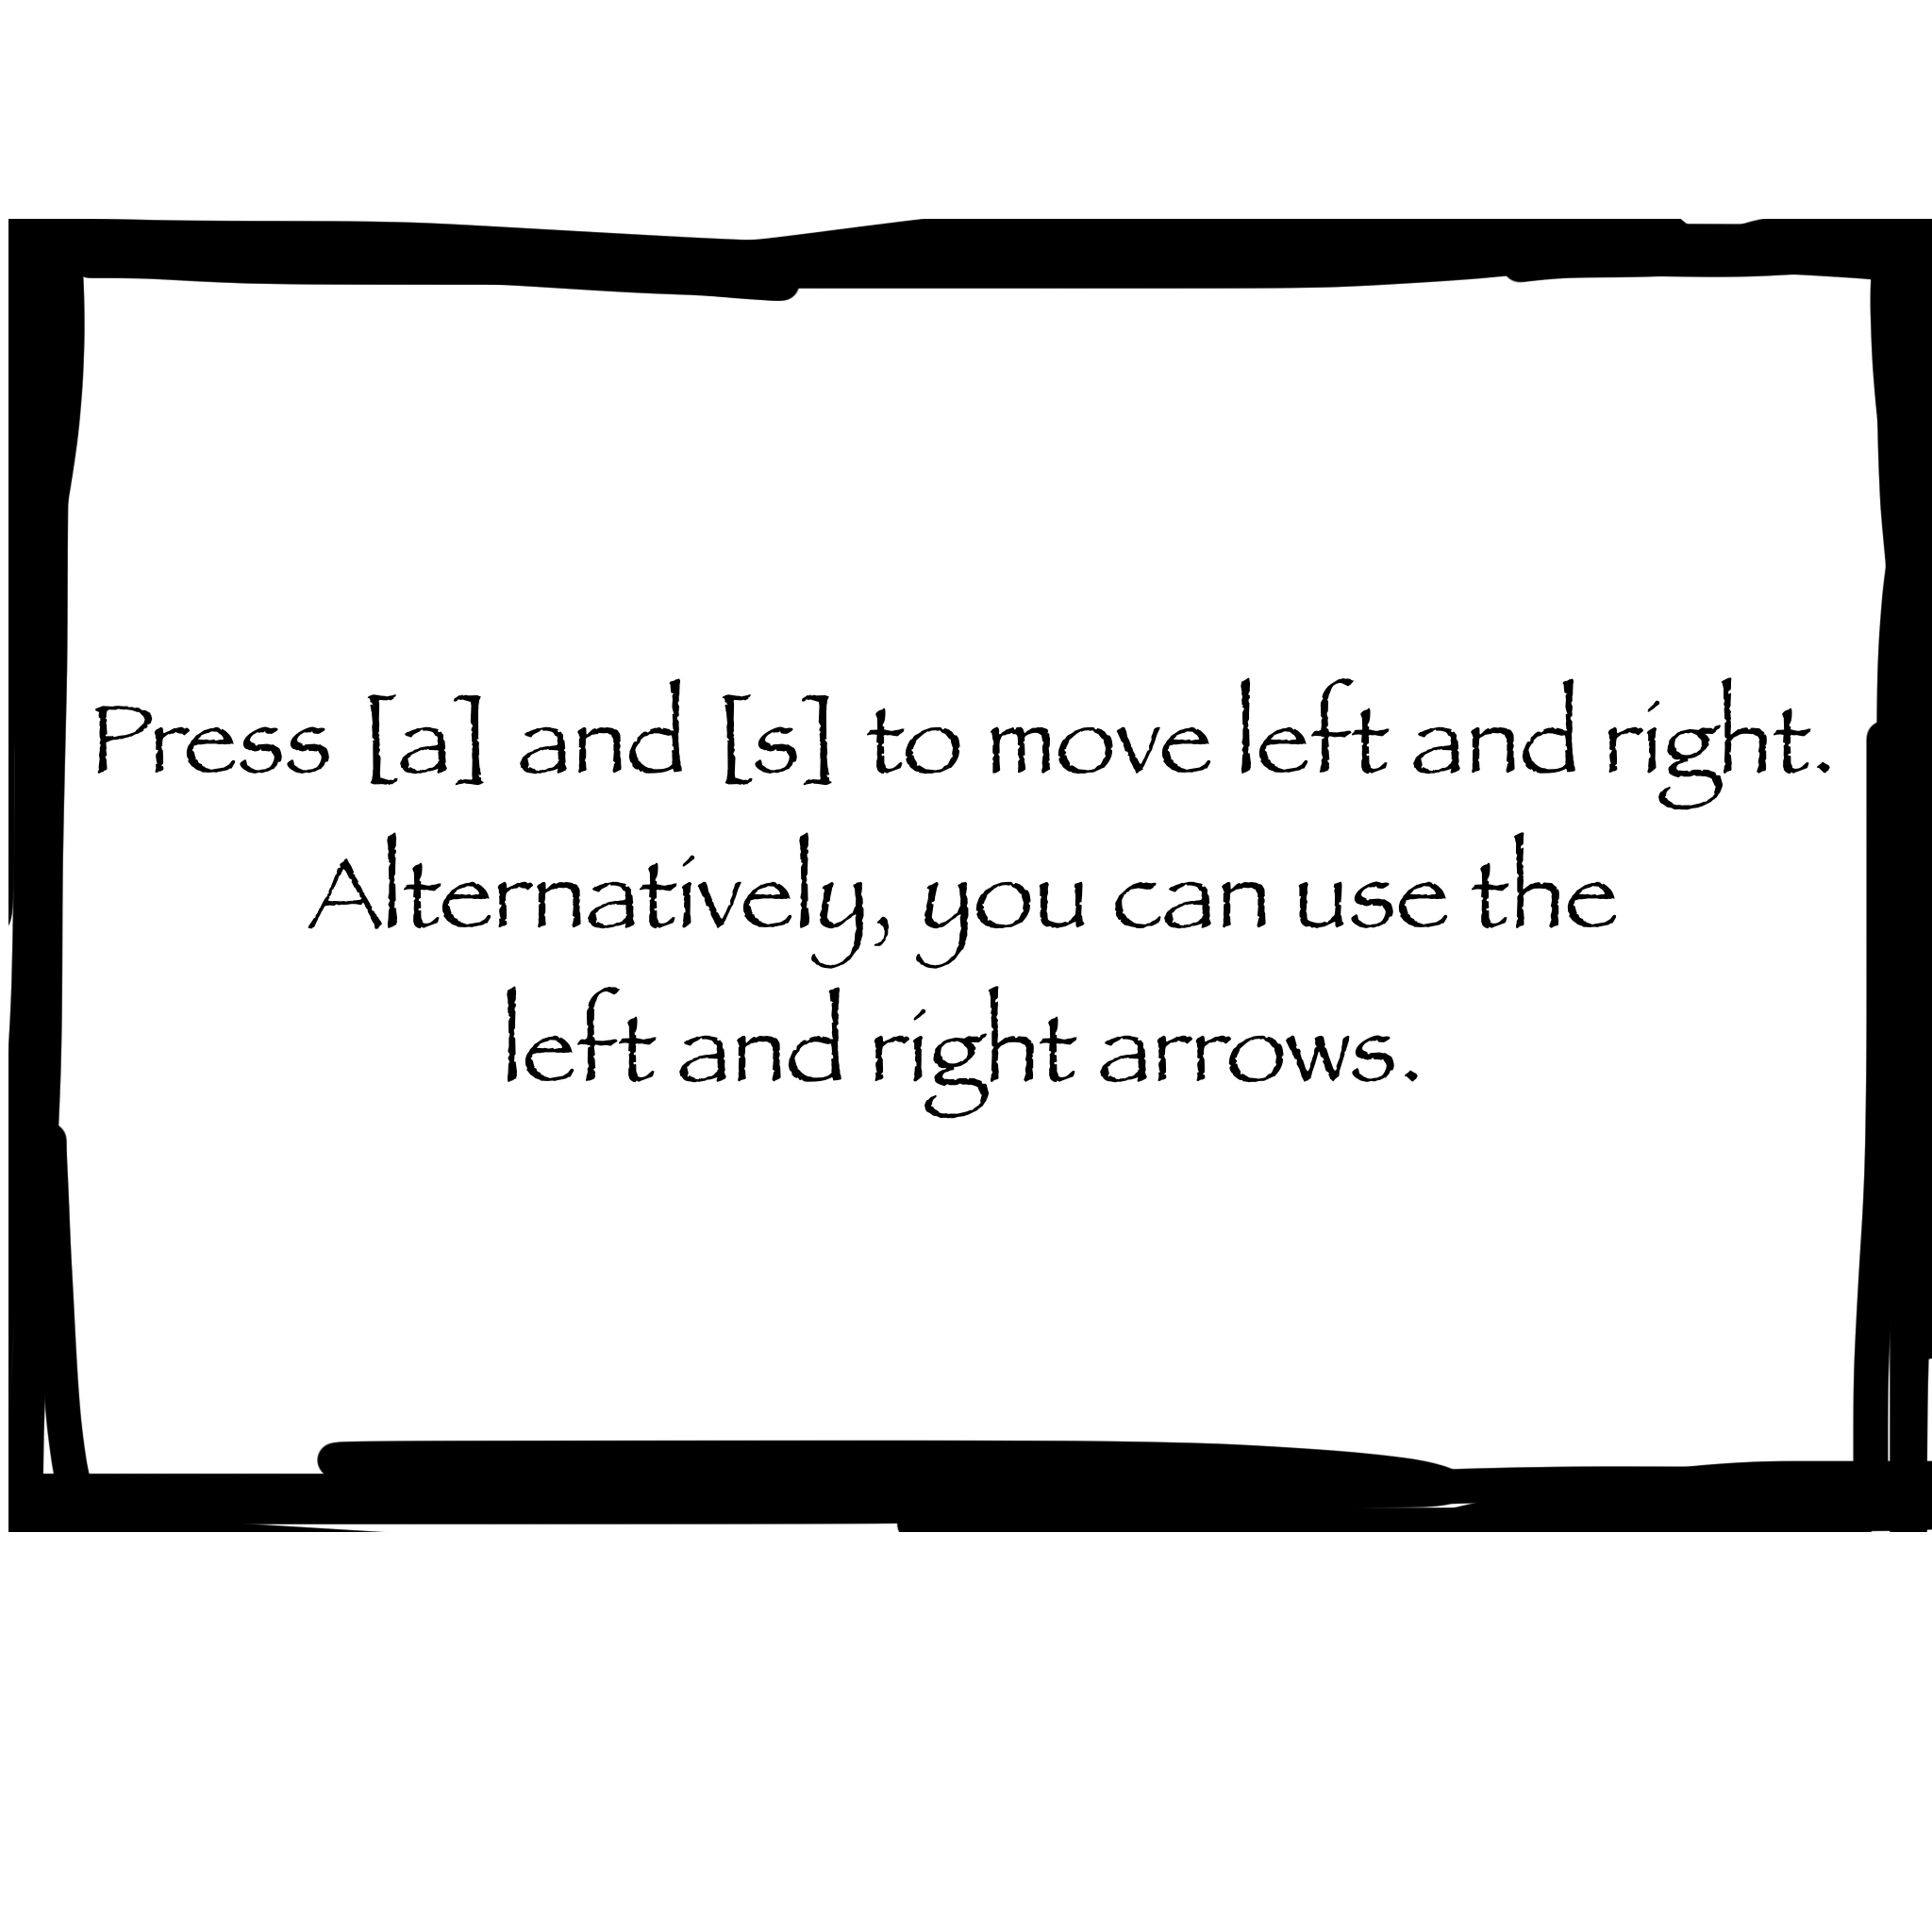 Press [a] and [s] to move left and right.
Alternatively, you can use the
left and right arrows.